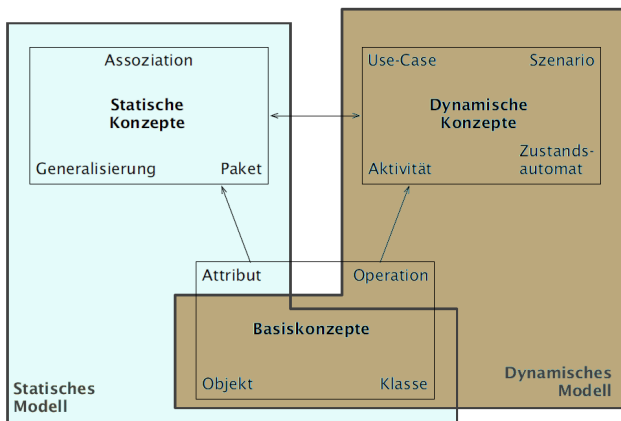 Assoziation
Statische
Konzepte
Generalisierung Paket
Use-Case Szenario
Dynamische
Konzepte
Aktivität Zustands-
automat
Attribut Operation
Basiskonzepte
Objekt Klasse
Statisches
Modell
Dynamisches
Modell